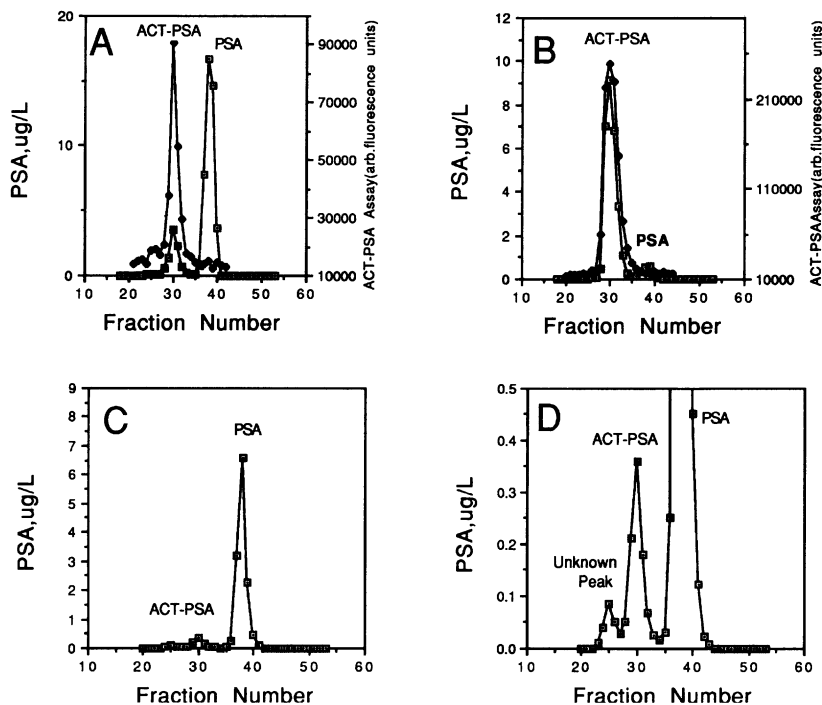 A
ACT-PSA
PSA
20
10
0
PSA,ug/L
90000
70000
50000
30000
10000
ACT-PSA Assay(arb.fluorescence units)
10 20 30 40 50 60
Fraction Number
B
ACT-PSA
PSA
12
10
8
6
4
2
0
PSA,ug/L
210000
110000
10000
ACT-PSAAssay(arb.fluorescence units)
10 20 30 40 50 60
Fraction Number
C
PSA
ACT-PSA
9
8
7
6
5
4
3
2
1
0
PSA,ug/L
10 20 30 40 50 60
Fraction Number
D
PSA
ACT-PSA
Unknown
Peak
0.5
0.4
0.3
0.2
0.1
0.0
PSA,ug/L
10 20 30 40 50 60
Fraction Number